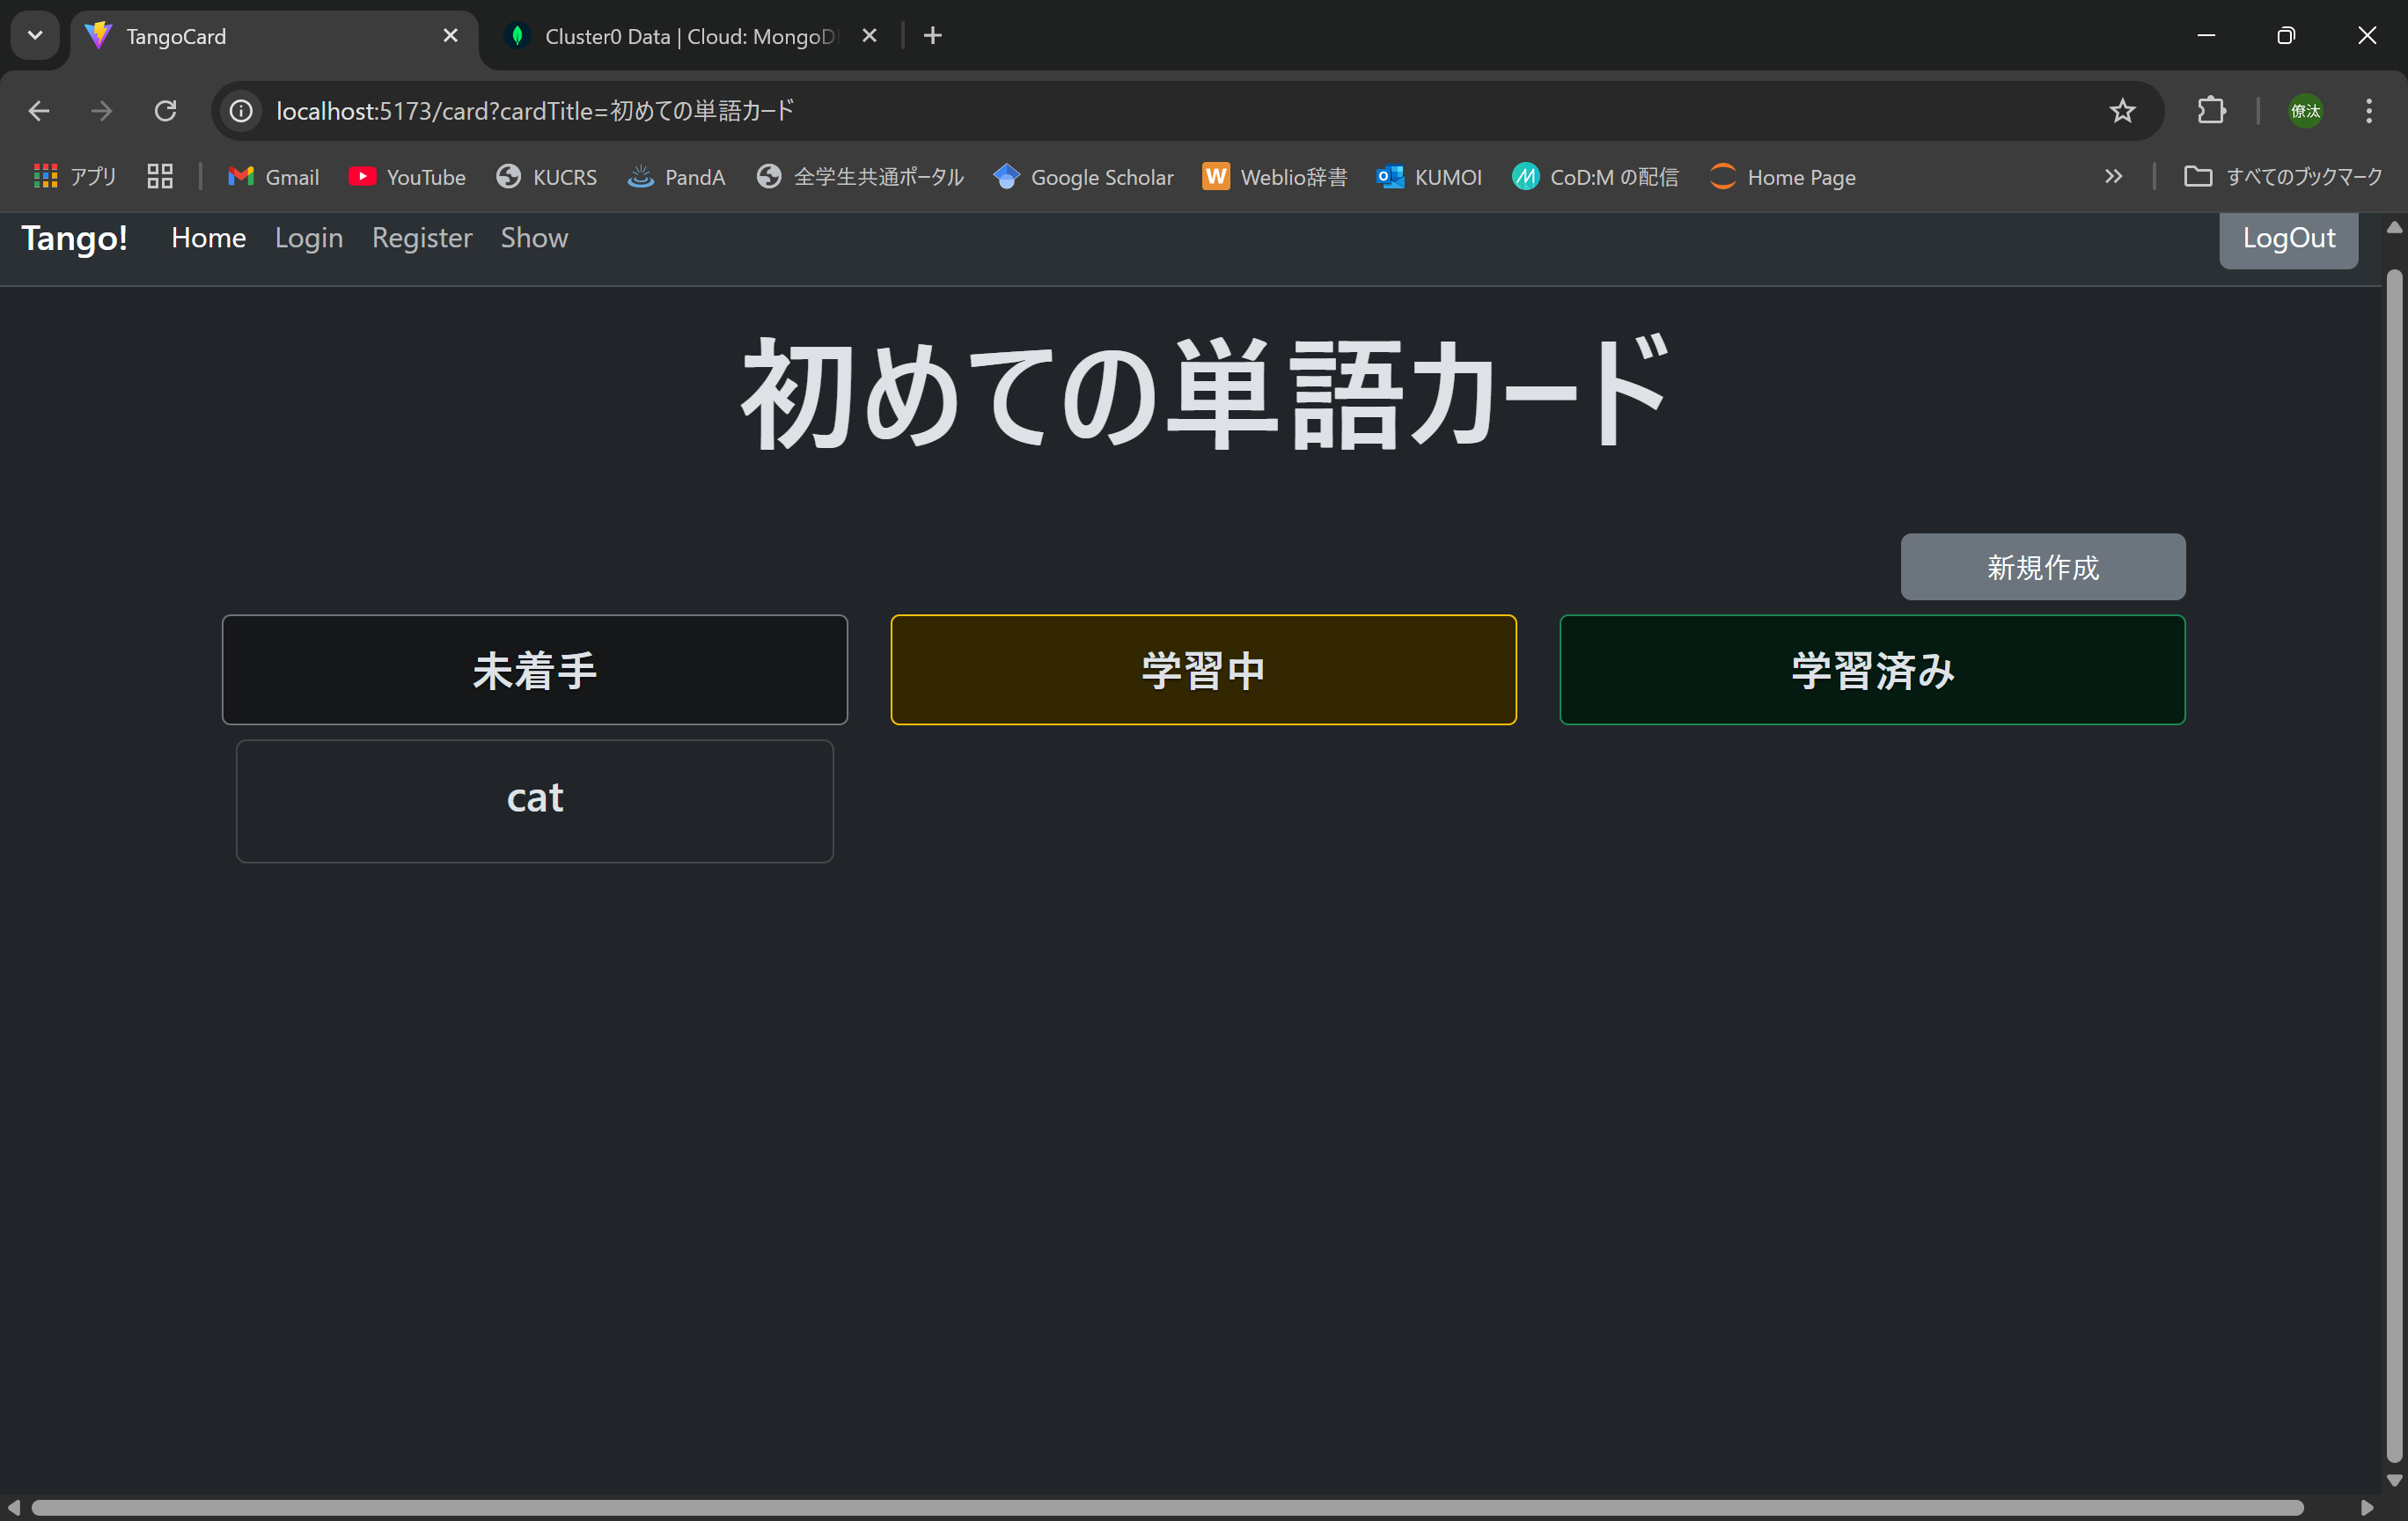 TangoCard
Cluster0 Data | Cloud: MongoD
localhost:5173/card?cardTitle=初めての単語カード
僚汰
アプリ Gmail YouTube KUCRS PandA 全学生共通ポータル Google Scholar Weblio辞書 KUMOI CoD:M の配信 Home Page すべてのブックマーク
Tango! Home Login Register Show LogOut
初めての単語カード
新規作成
未着手 学習中 学習済み
cat